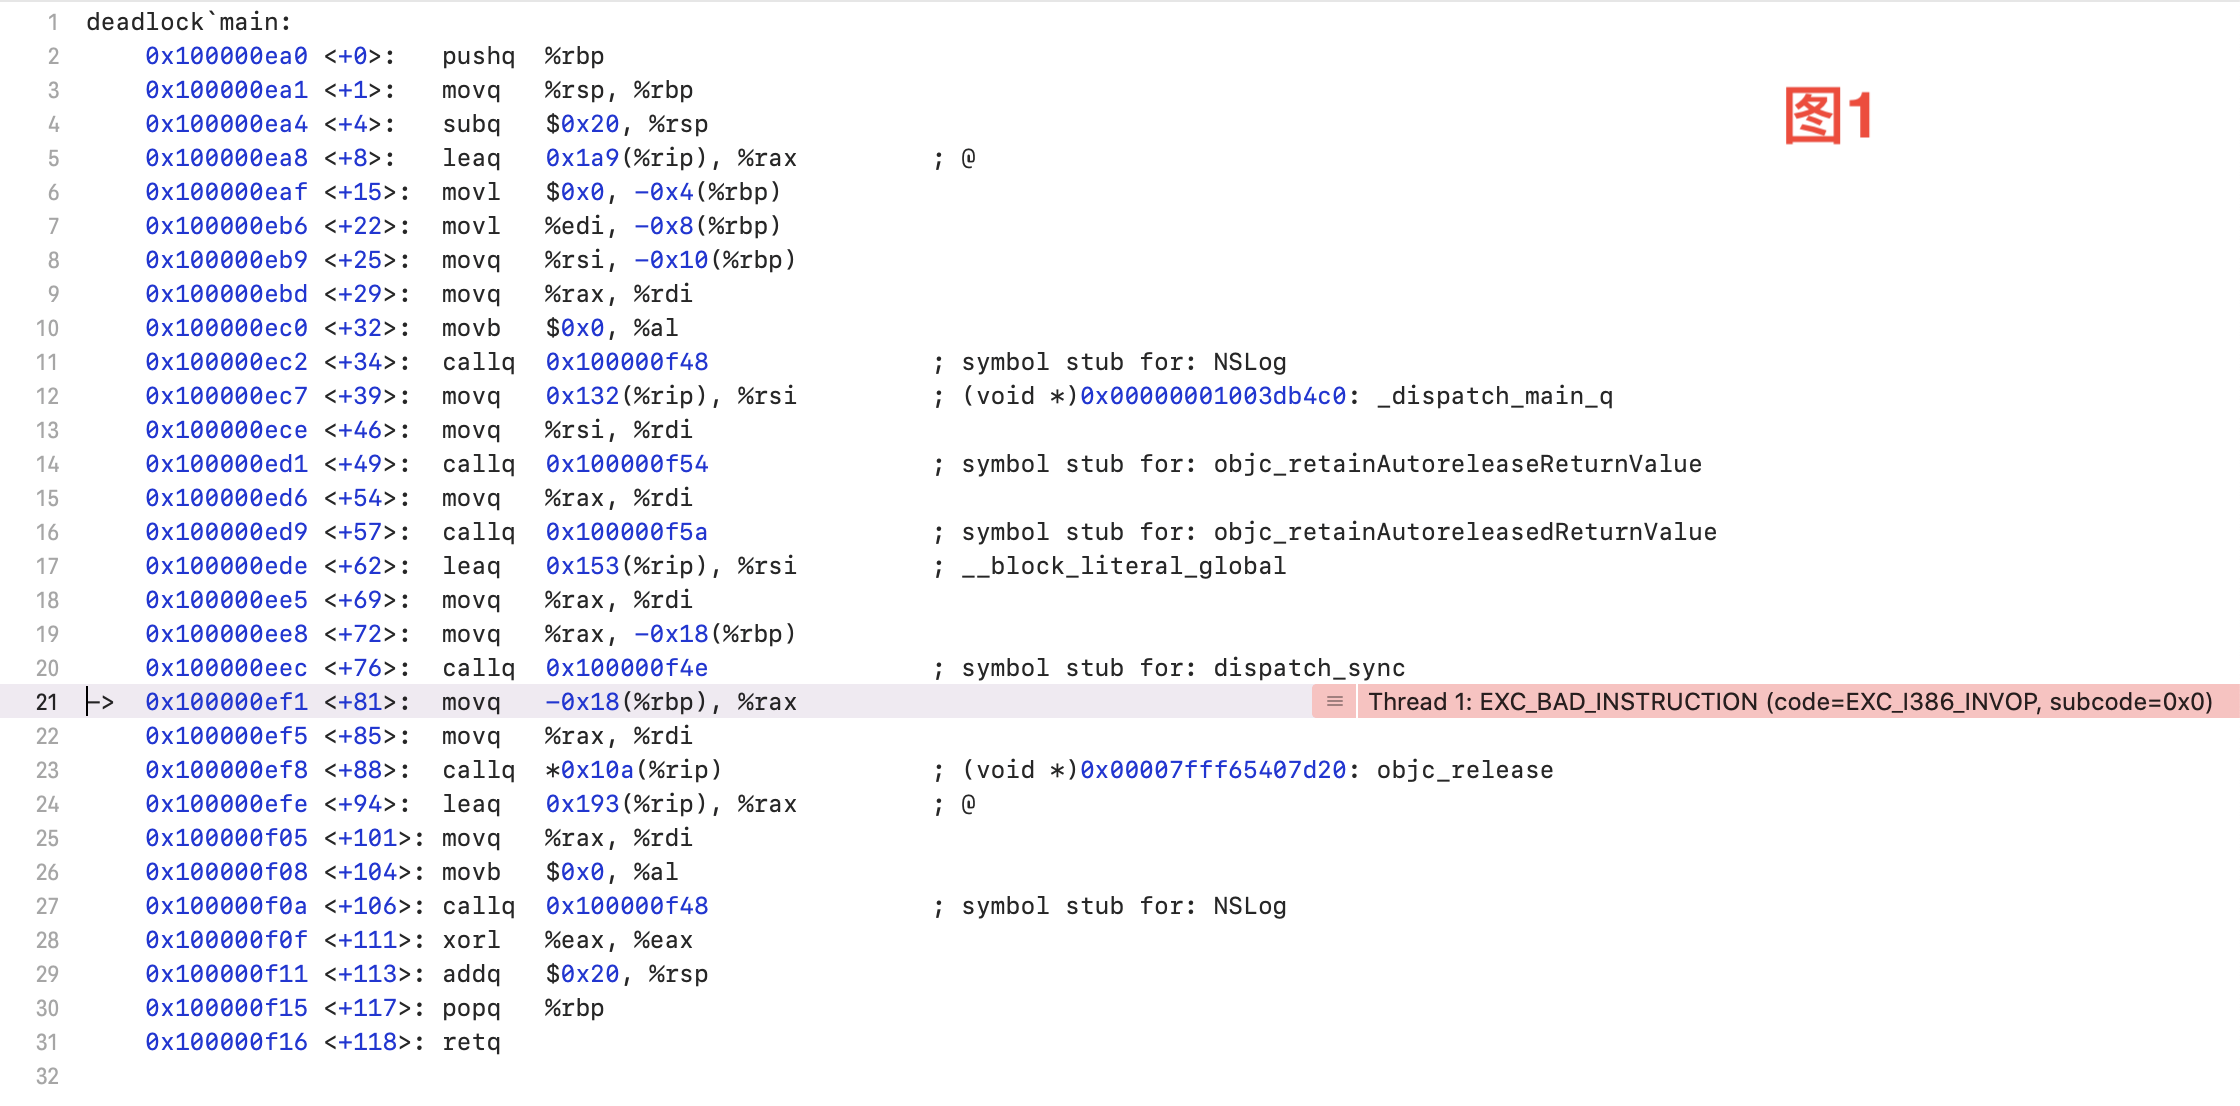 1 deadlock`main:
2 0x100000ea0 <+0>: pushq %rbp
3 0x100000ea1 <+1>: movq %rsp, %rbp
图1
4 0x100000ea4 <+4>: subq $0x20, %rsp
5 0x100000ea8 <+8>: leaq 0x1a9(%rip), %rax ; @
6 0x100000eaf <+15>: movl $0x0, -0x4(%rbp)
7 0x100000eb6 <+22>: movl %edi, -0x8(%rbp)
8 0x100000eb9 <+25>: movq %rsi, -0x10(%rbp)
9 0x100000ebd <+29>: movq %rax, %rdi
10 0x100000ec0 <+32>: movb $0x0, %al
11 0x100000ec2 <+34>: callq 0x100000f48 ; symbol stub for: NSLog
12 0x100000ec7 <+39>: movq 0x132(%rip), %rsi ; (void *)0x00000001003db4c0: _dispatch_main_q
13 0x100000ece <+46>: movq %rsi, %rdi
14 0x100000ed1 <+49>: callq 0x100000f54 ; symbol stub for: objc_retainAutoreleaseReturnValue
15 0x100000ed6 <+54>: movq %rax, %rdi
16 0x100000ed9 <+57>: callq 0x100000f5a ; symbol stub for: objc_retainAutoreleasedReturnValue
17 0x100000ede <+62>: leaq 0x153(%rip), %rsi ; __block_literal_global
18 0x100000ee5 <+69>: movq %rax, %rdi
19 0x100000ee8 <+72>: movq %rax, -0x18(%rbp)
20 0x100000eec <+76>: callq 0x100000f4e ; symbol stub for: dispatch_sync
21 -> 0x100000ef1 <+81>: movq -0x18(%rbp), %rax Thread 1: EXC_BAD_INSTRUCTION (code=EXC_I386_INVOP, subcode=0x0)
22 0x100000ef5 <+85>: movq %rax, %rdi
23 0x100000ef8 <+88>: callq *0x10a(%rip) ; (void *)0x00007fff65407d20: objc_release
24 0x100000efe <+94>: leaq 0x193(%rip), %rax ; @
25 0x100000f05 <+101>: movq %rax, %rdi
26 0x100000f08 <+104>: movb $0x0, %al
27 0x100000f0a <+106>: callq 0x100000f48 ; symbol stub for: NSLog
28 0x100000f0f <+111>: xorl %eax, %eax
29 0x100000f11 <+113>: addq $0x20, %rsp
30 0x100000f15 <+117>: popq %rbp
31 0x100000f16 <+118>: retq
32